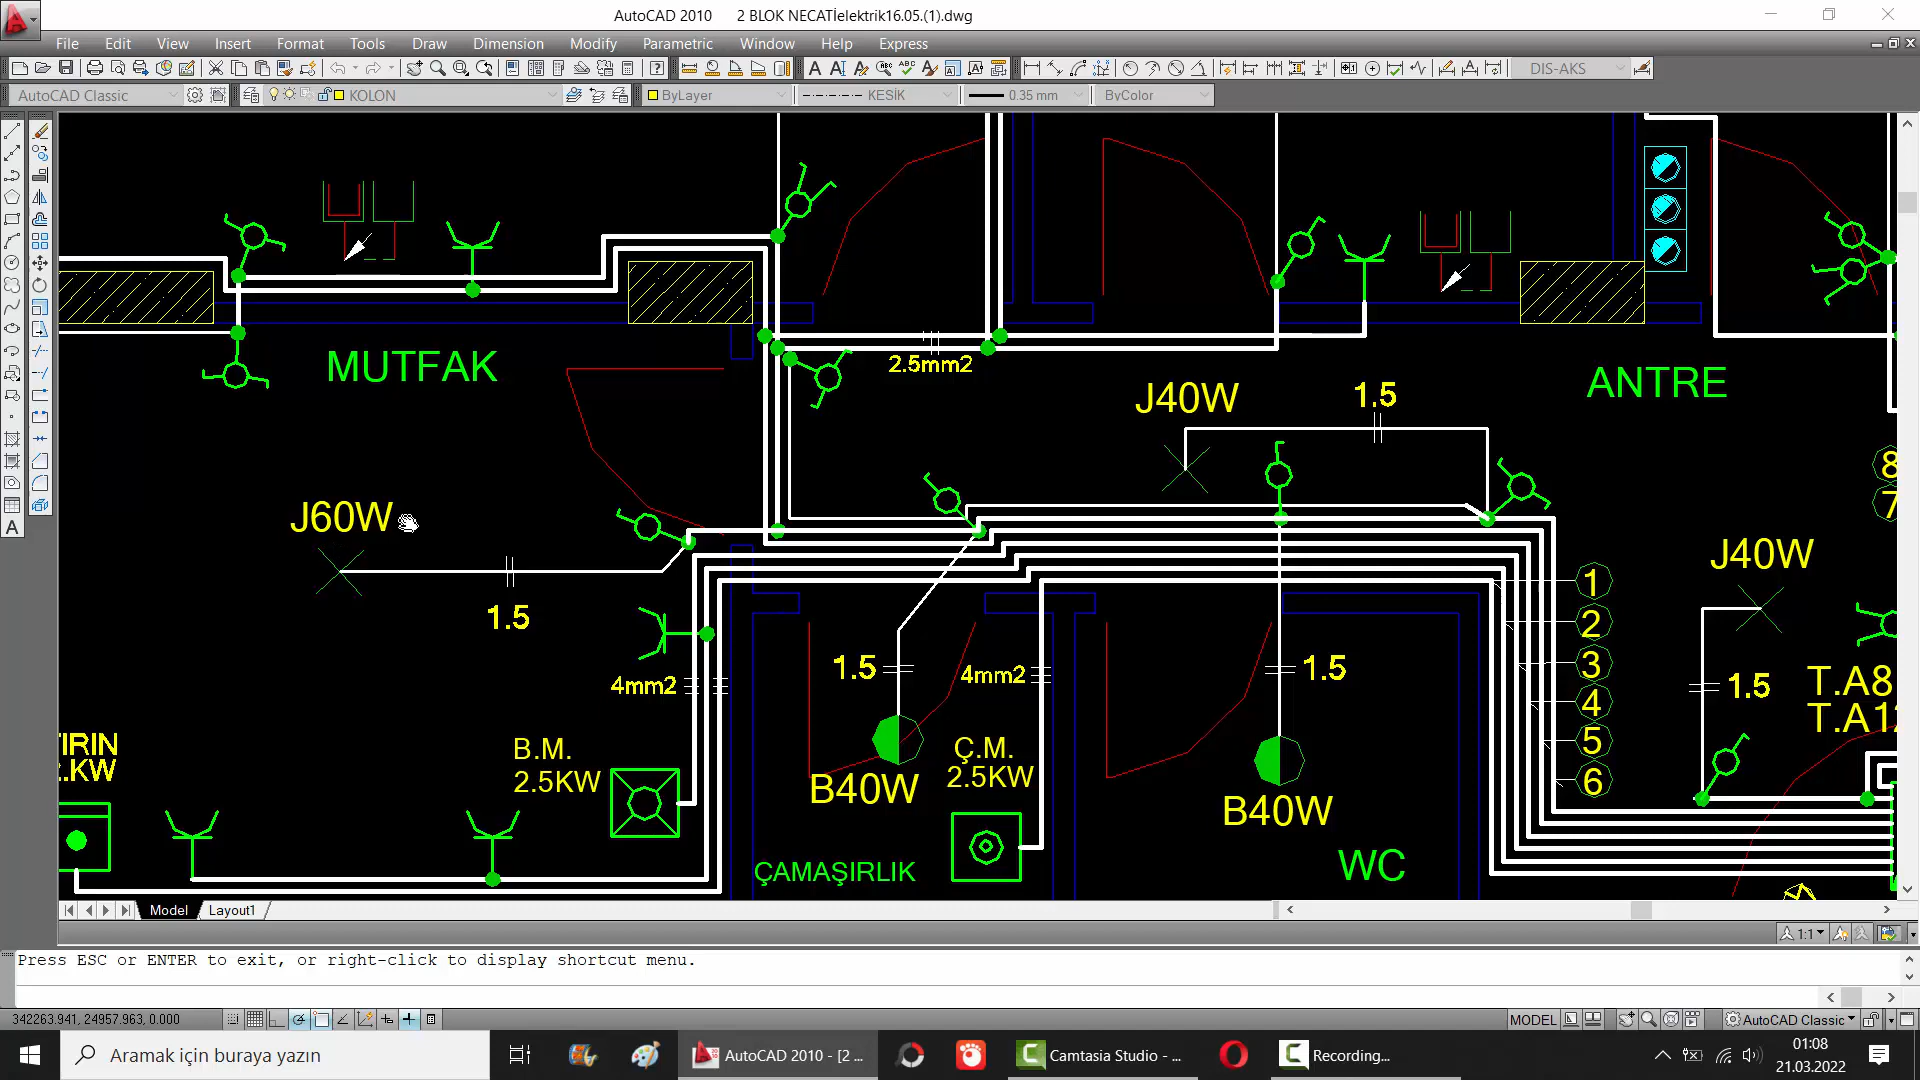 AutoCAD 2010 2 BLOK NECATİelektrik16.05.(1).dwg
File Edit View Insert Format Tools Draw Dimension Modify Parametric Window Help Express
DIS-AKS
AutoCAD Classic
KOLON
ByLayer
KESİK
0.35 mm
ByColor
MUTFAK
2.5mm2
J40W
1.5
ANTRE
8
7
J60W
1.5
J40W
1
2
3
4
5
6
1.5
4mm2
1.5
4mm2
1.5
T.A8
T.A12
B.M.
2.5KW
Ç.M.
2.5KW
B40W
B40W
ÇAMAŞIRLIK
WC
Model
Layout1
1:1
Press ESC or ENTER to exit, or right-click to display shortcut menu.
342263.941, 24957.963, 0.000
MODEL
AutoCAD Classic
Aramak için buraya yazın
AutoCAD 2010 - [2 ...
Camtasia Studio - ...
Recording...
01:08
21.03.2022